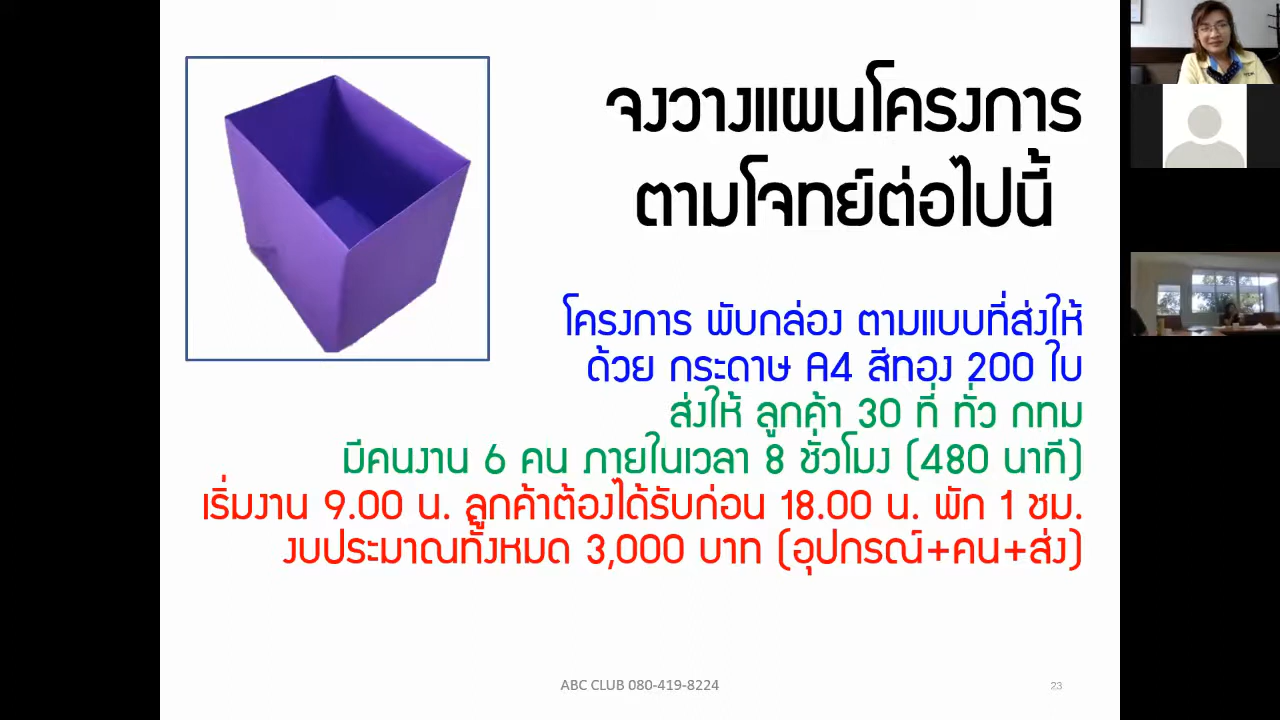 จงวางแผนโครงการ
ตามโจทย์ต่อไปนี้
โครงการ พับกล่อง ตามแบบที่ส่งให้
ด้วย กระดาษ A4 สีทอง 200 ใบ
ส่งให้ ลูกค้า 30 ที่ ทั่ว กทม
มีคนงาน 6 คน ภายในเวลา 8 ชั่วโมง (480 นาที)
เริ่มงาน 9.00 น. ลูกค้าต้องได้รับก่อน 18.00 น. พัก 1 ชม.
งบประมาณทั้งหมด 3,000 บาท (อุปกรณ์+คน+ส่ง)
ABC CLUB 080-419-8224
23